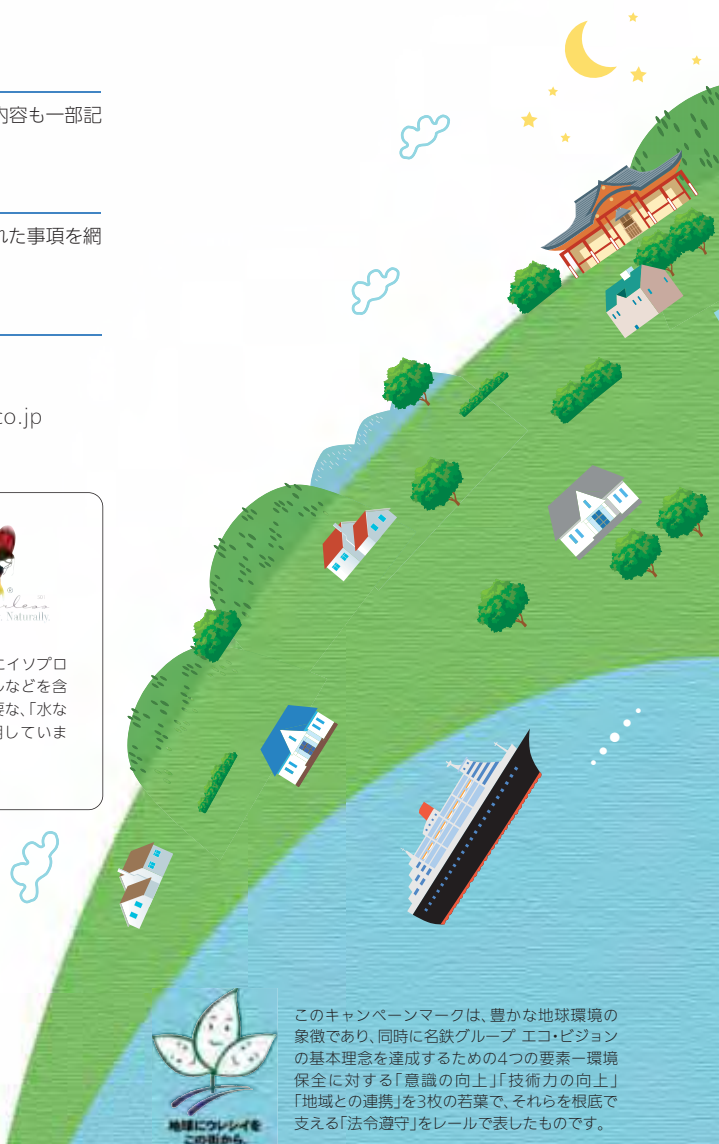 内容も一部記
れた事項を網
co.jp
rless
, Naturally.
にイソプロ
ルなどを含
要な、「水な
用していま
このキャンペーンマークは、豊かな地球環境の
象徴であり、同時に名鉄グループ エコ・ビジョン
の基本理念を達成するための4つの要素ー環境
保全に対する「意識の向上」「技術力の向上」
「地域との連携」を3枚の若葉で、それらを根底で
支える「法令遵守」をレールで表したものです。
地球にウレシイを
この街から。